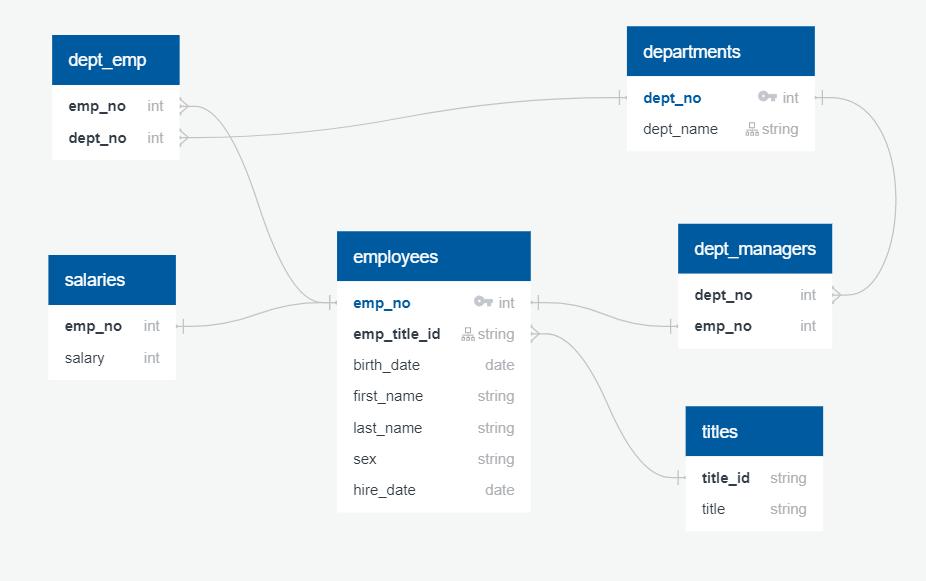 dept_emp
emp_no int
dept_no int
departments
dept_no int
dept_name string
salaries
emp_no int
salary int
employees
emp_no int
emp_title_id string
birth_date date
first_name string
last_name string
sex string
hire_date date
dept_managers
dept_no int
emp_no int
titles
title_id string
title string